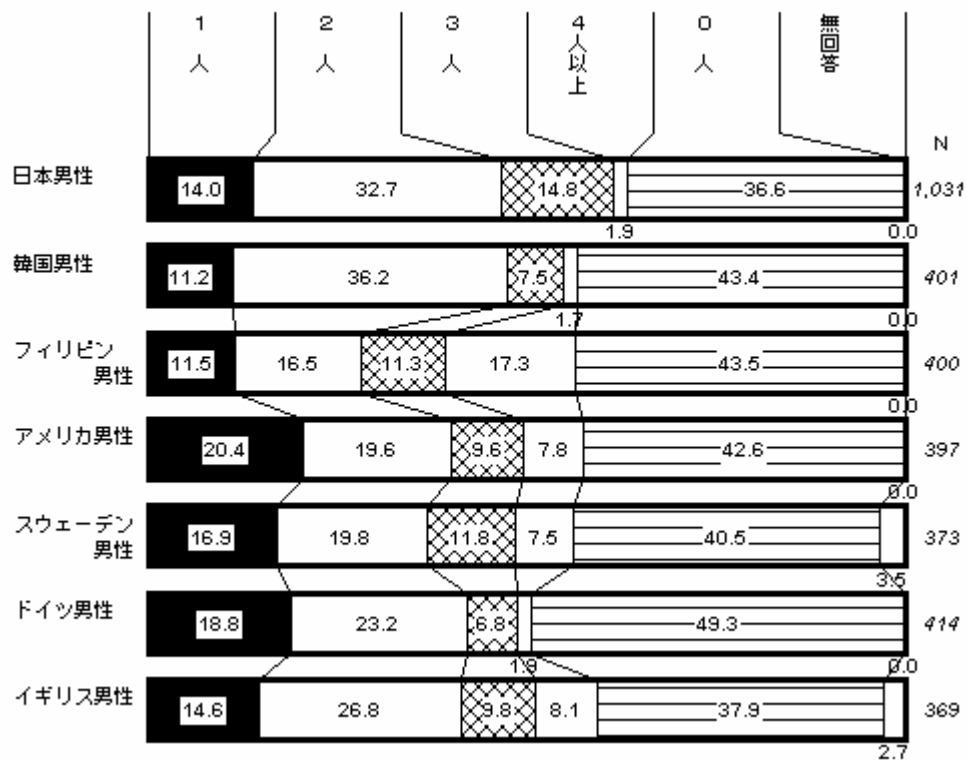 1人
2人
3人
4人以上
0人
無回答
N
日本男性 14.0 32.7 14.8 36.6 1,031
1.9 0.0
韓国男性 11.2 36.2 7.5 43.4 401
1.7 0.0
フィリピン
男性 11.5 16.5 11.3 17.3 43.5 400
0.0
アメリカ男性 20.4 19.6 9.6 7.8 42.6 397
0.0
スウェーデン
男性 16.9 19.8 11.8 7.5 40.5 373
3.5
ドイツ男性 18.8 23.2 6.8 49.3 414
1.9 0.0
イギリス男性 14.6 26.8 9.8 8.1 37.9 369
2.7